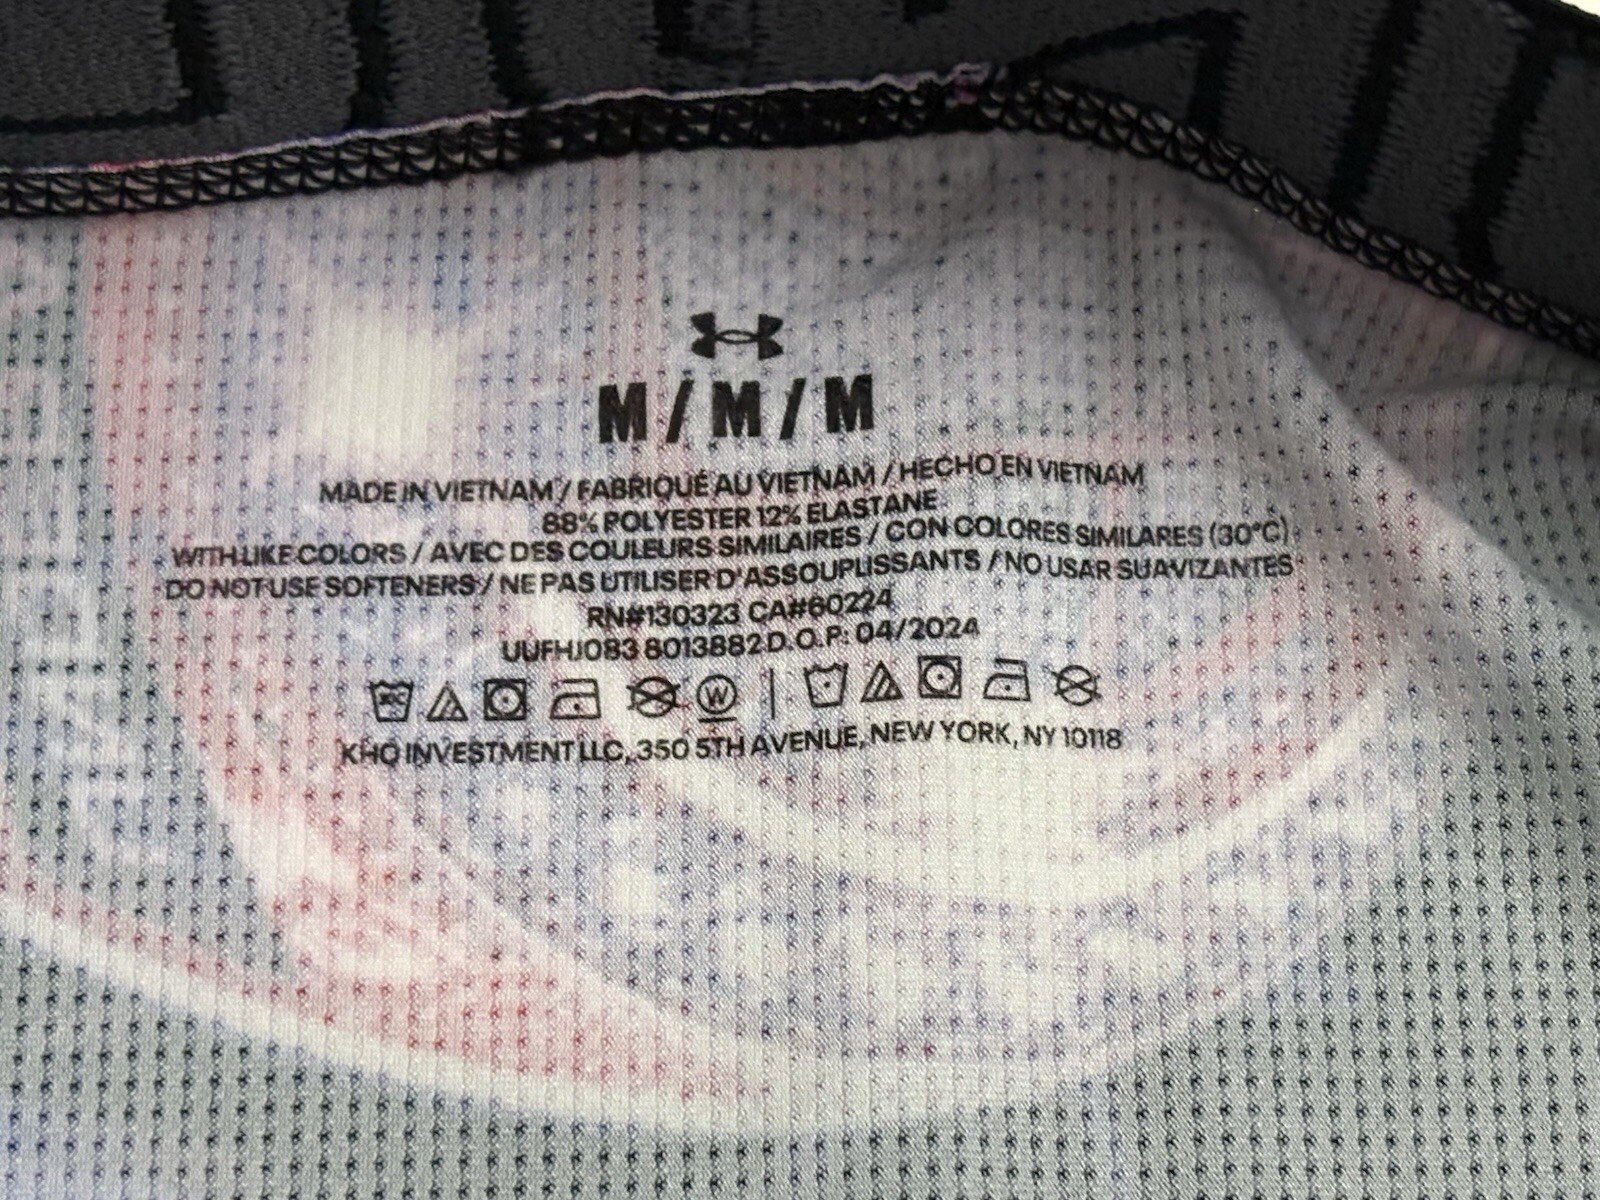 M / M / M
MADE IN VIETNAM / FABRIQUÉ AU VIETNAM / HECHO EN VIETNAM
88% POLYESTER 12% ELASTANE
WITH LIKE COLORS / AVEC DES COULEURS SIMILAIRES / CON COLORES SIMILARES (30°C)
DO NOT USE SOFTENERS / NE PAS UTILISER D'ASSOUPLISSANTS / NO USAR SUAVIZANTES
RN#130323 CA#60224
UUFHJ083 8013882 D.O.P: 04/2024
W |
KHQ INVESTMENT LLC, 350 5TH AVENUE, NEW YORK, NY 10118